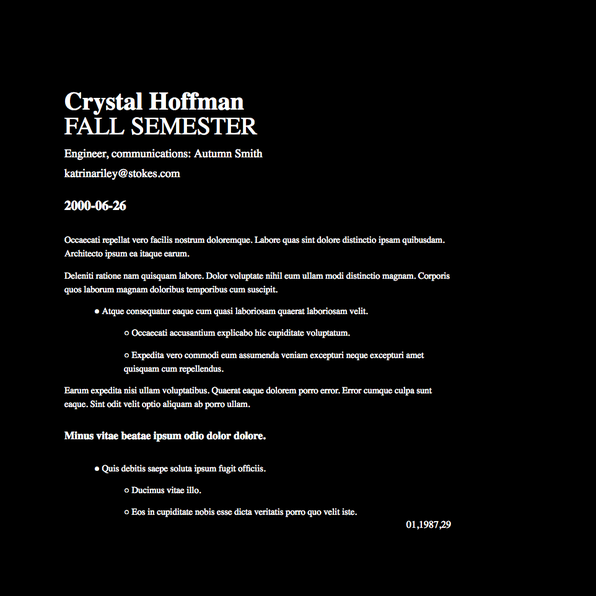 Crystal Hoffman
FALL SEMESTER
Engineer, communications: Autumn Smith
katrinariley@stokes.com
2000-06-26
Occaecati repellat vero facilis nostrum doloremque. Labore quas sint dolore distinctio ipsam quibusdam.
Architecto ipsum ea itaque earum.
Deleniti ratione nam quisquam labore. Dolor voluptate nihil eum ullam modi distinctio magnam. Corporis
quos laborum magnam doloribus temporibus cum suscipit.
● Atque consequatur eaque cum quasi laboriosam quaerat laboriosam velit.
○ Occaecati accusantium explicabo hic cupiditate voluptatum.
○ Expedita vero commodi eum assumenda veniam excepturi neque excepturi amet
quisquam cum repellendus.
Earum expedita nisi ullam voluptatibus. Quaerat eaque dolorem porro error. Error cumque culpa sunt
eaque. Sint odit velit optio aliquam ab porro ullam.
Minus vitae beatae ipsum odio dolor dolore.
● Quis debitis saepe soluta ipsum fugit officiis.
○ Ducimus vitae illo.
○ Eos in cupiditate nobis esse dicta veritatis porro quo velit iste.
01,1987,29